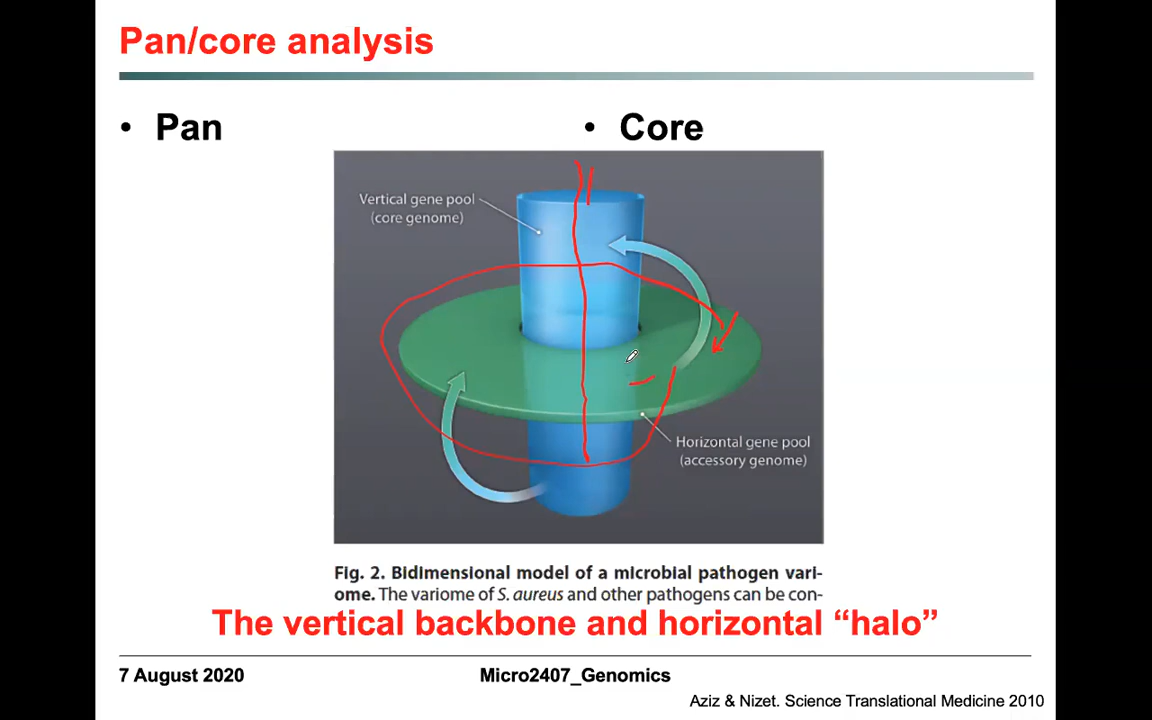 Pan/core analysis
• Pan
• Core
Vertical gene pool
(core genome)
Horizontal gene pool
(accessory genome)
Fig. 2. Bidimensional model of a microbial pathogen vari-
ome. The variome of S. aureus and other pathogens can be con-
The vertical backbone and horizontal “halo”
7 August 2020
Micro2407_Genomics
Aziz & Nizet. Science Translational Medicine 2010